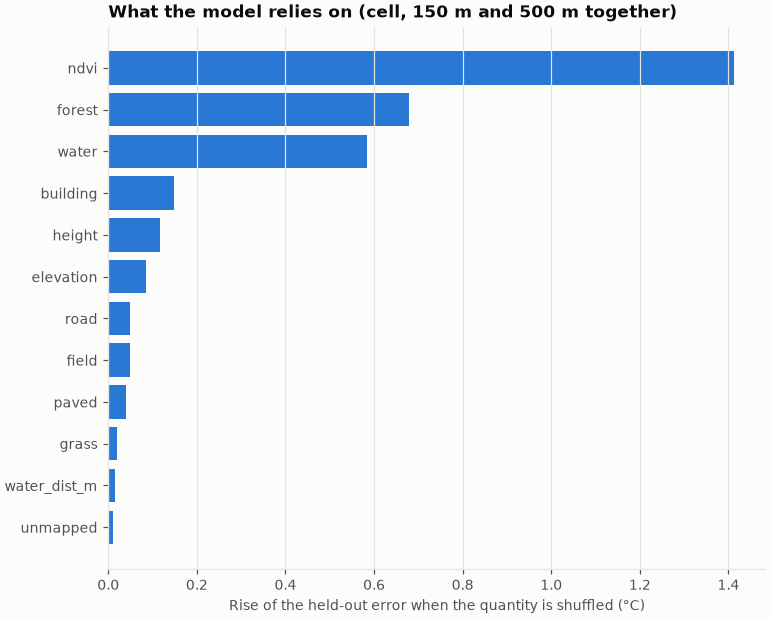 What the model relies on (cell, 150 m and 500 m together)
ndvi
forest
water
building
height
elevation
road
field
paved
grass
water_dist_m
unmapped
0.0 0.2 0.4 0.6 0.8 1.0 1.2 1.4
Rise of the held-out error when the quantity is shuffled (°C)